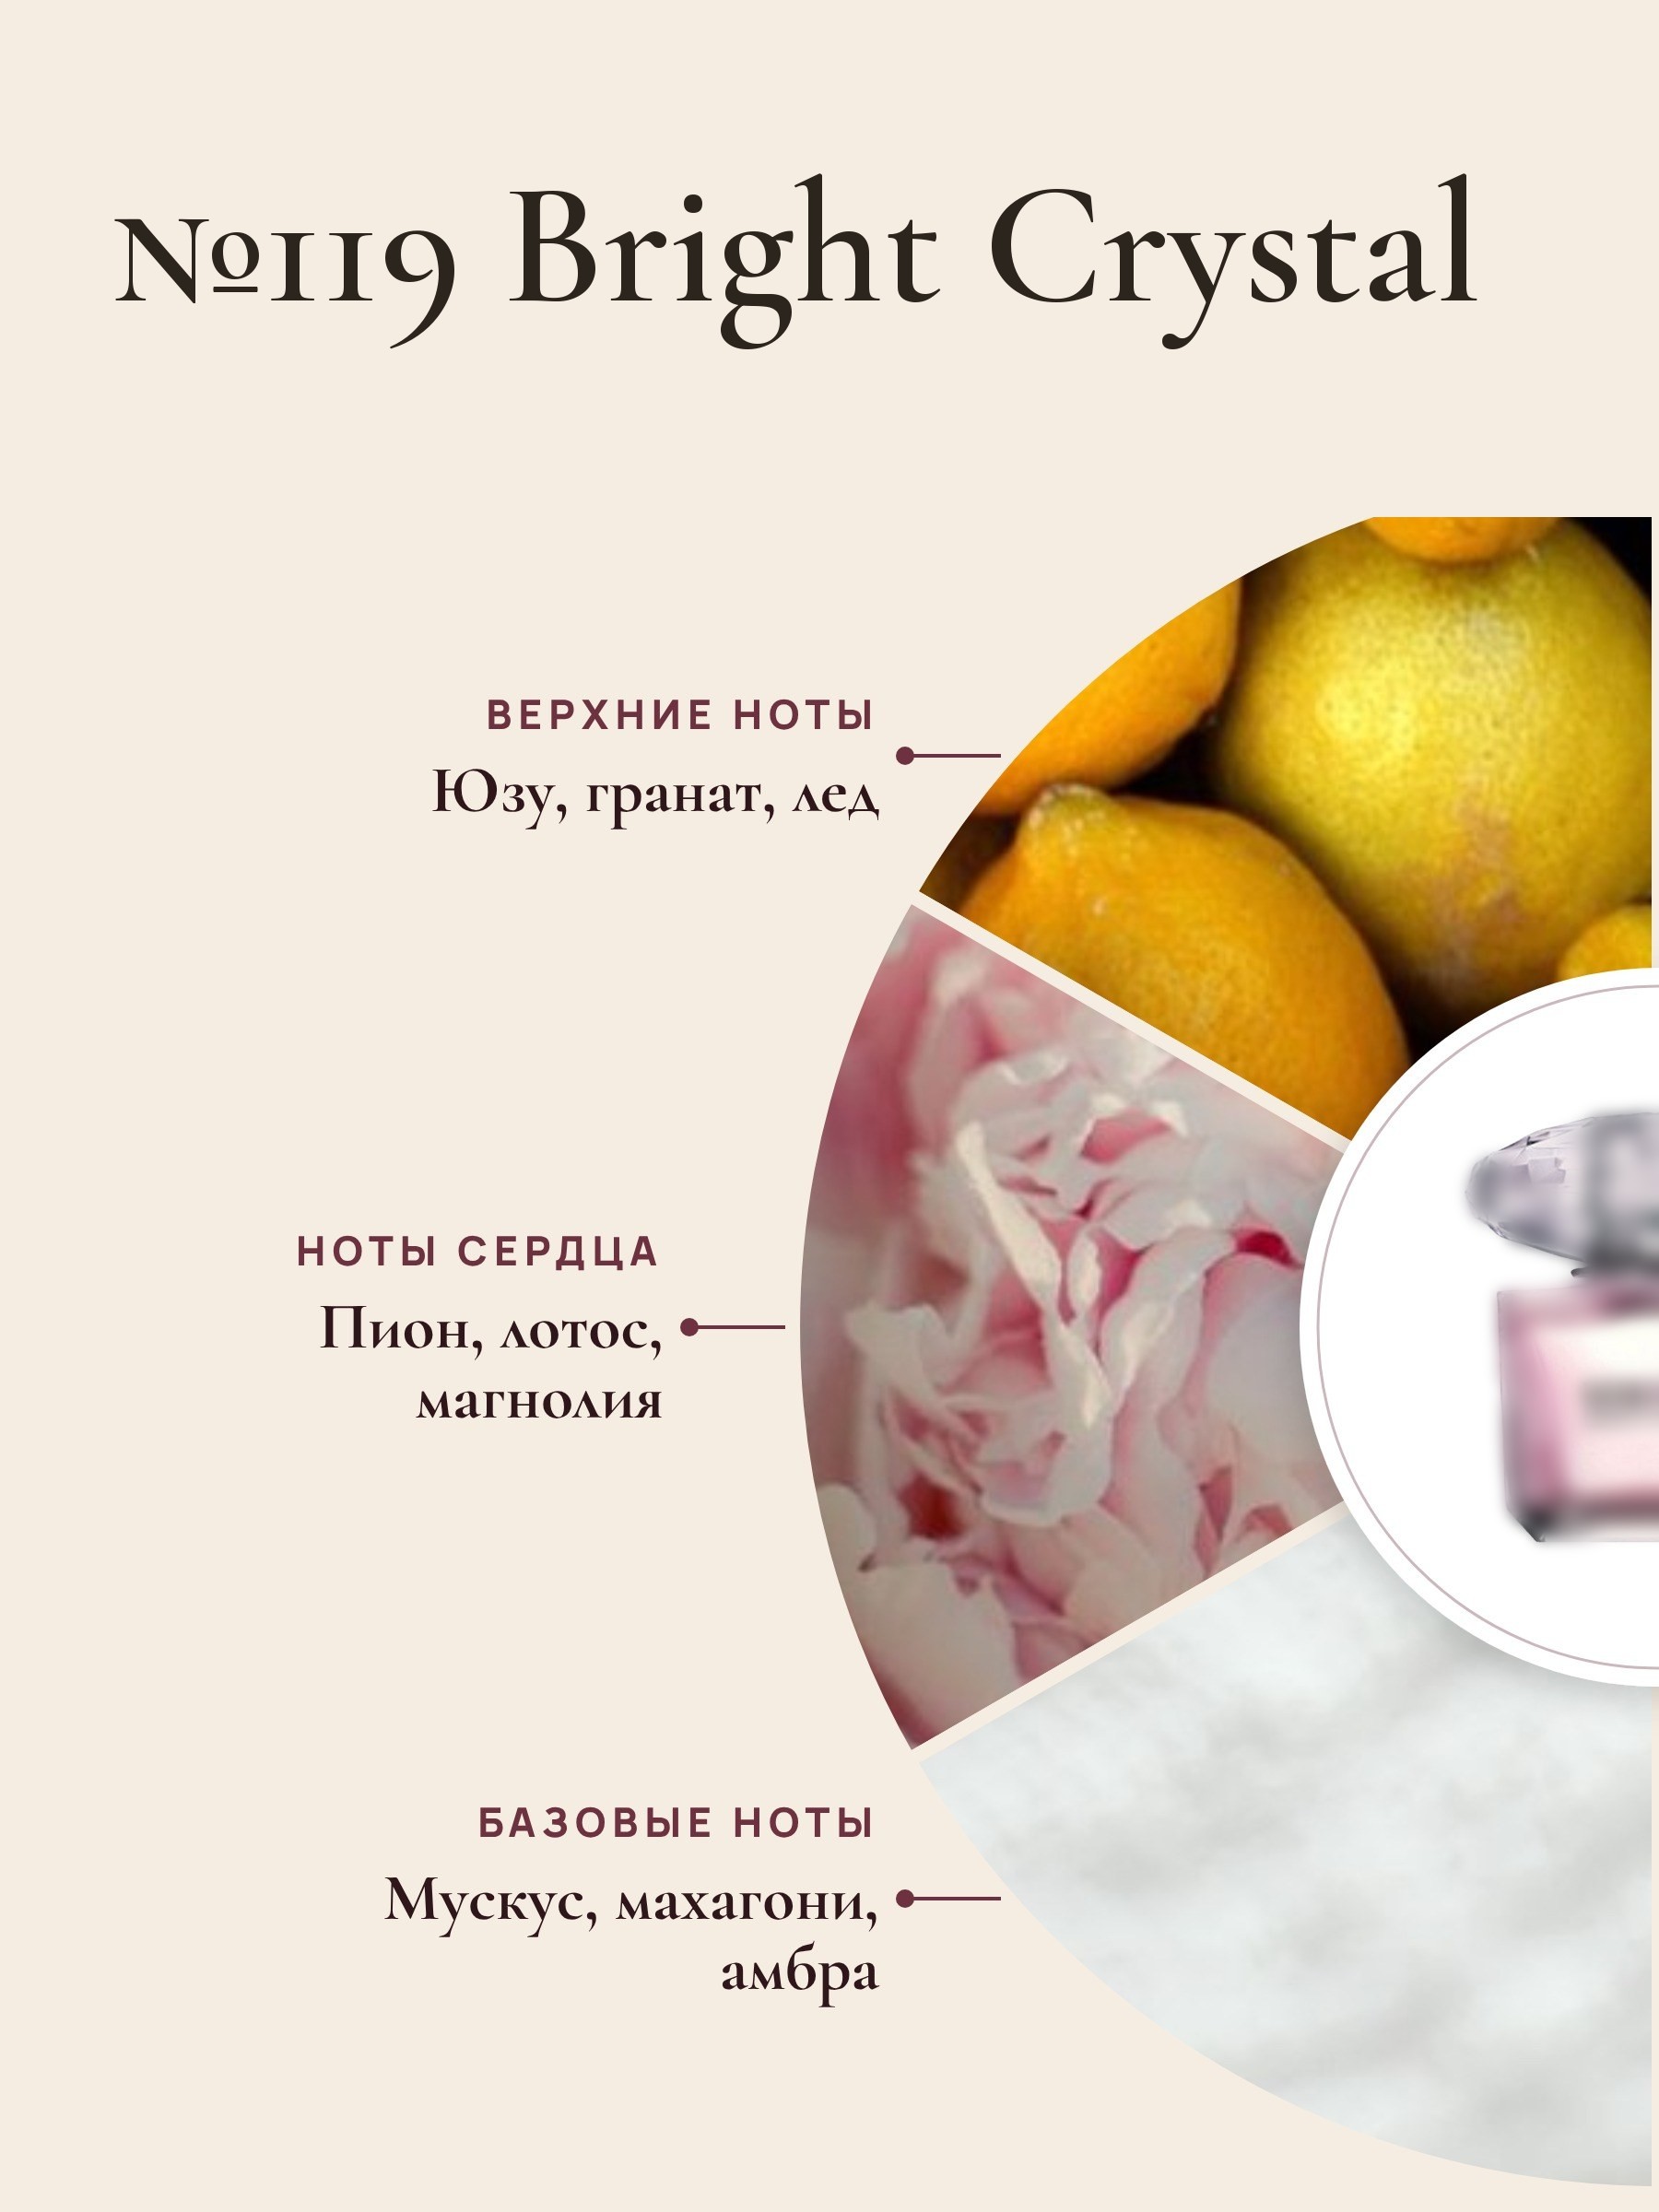 №119 Bright Crystal
ВЕРХНИЕ НОТЫ
Юзу, гранат, лед
НОТЫ СЕРДЦА
Пион, лотос,
магнолия
БАЗОВЫЕ НОТЫ
Мускус, махагони,
амбра